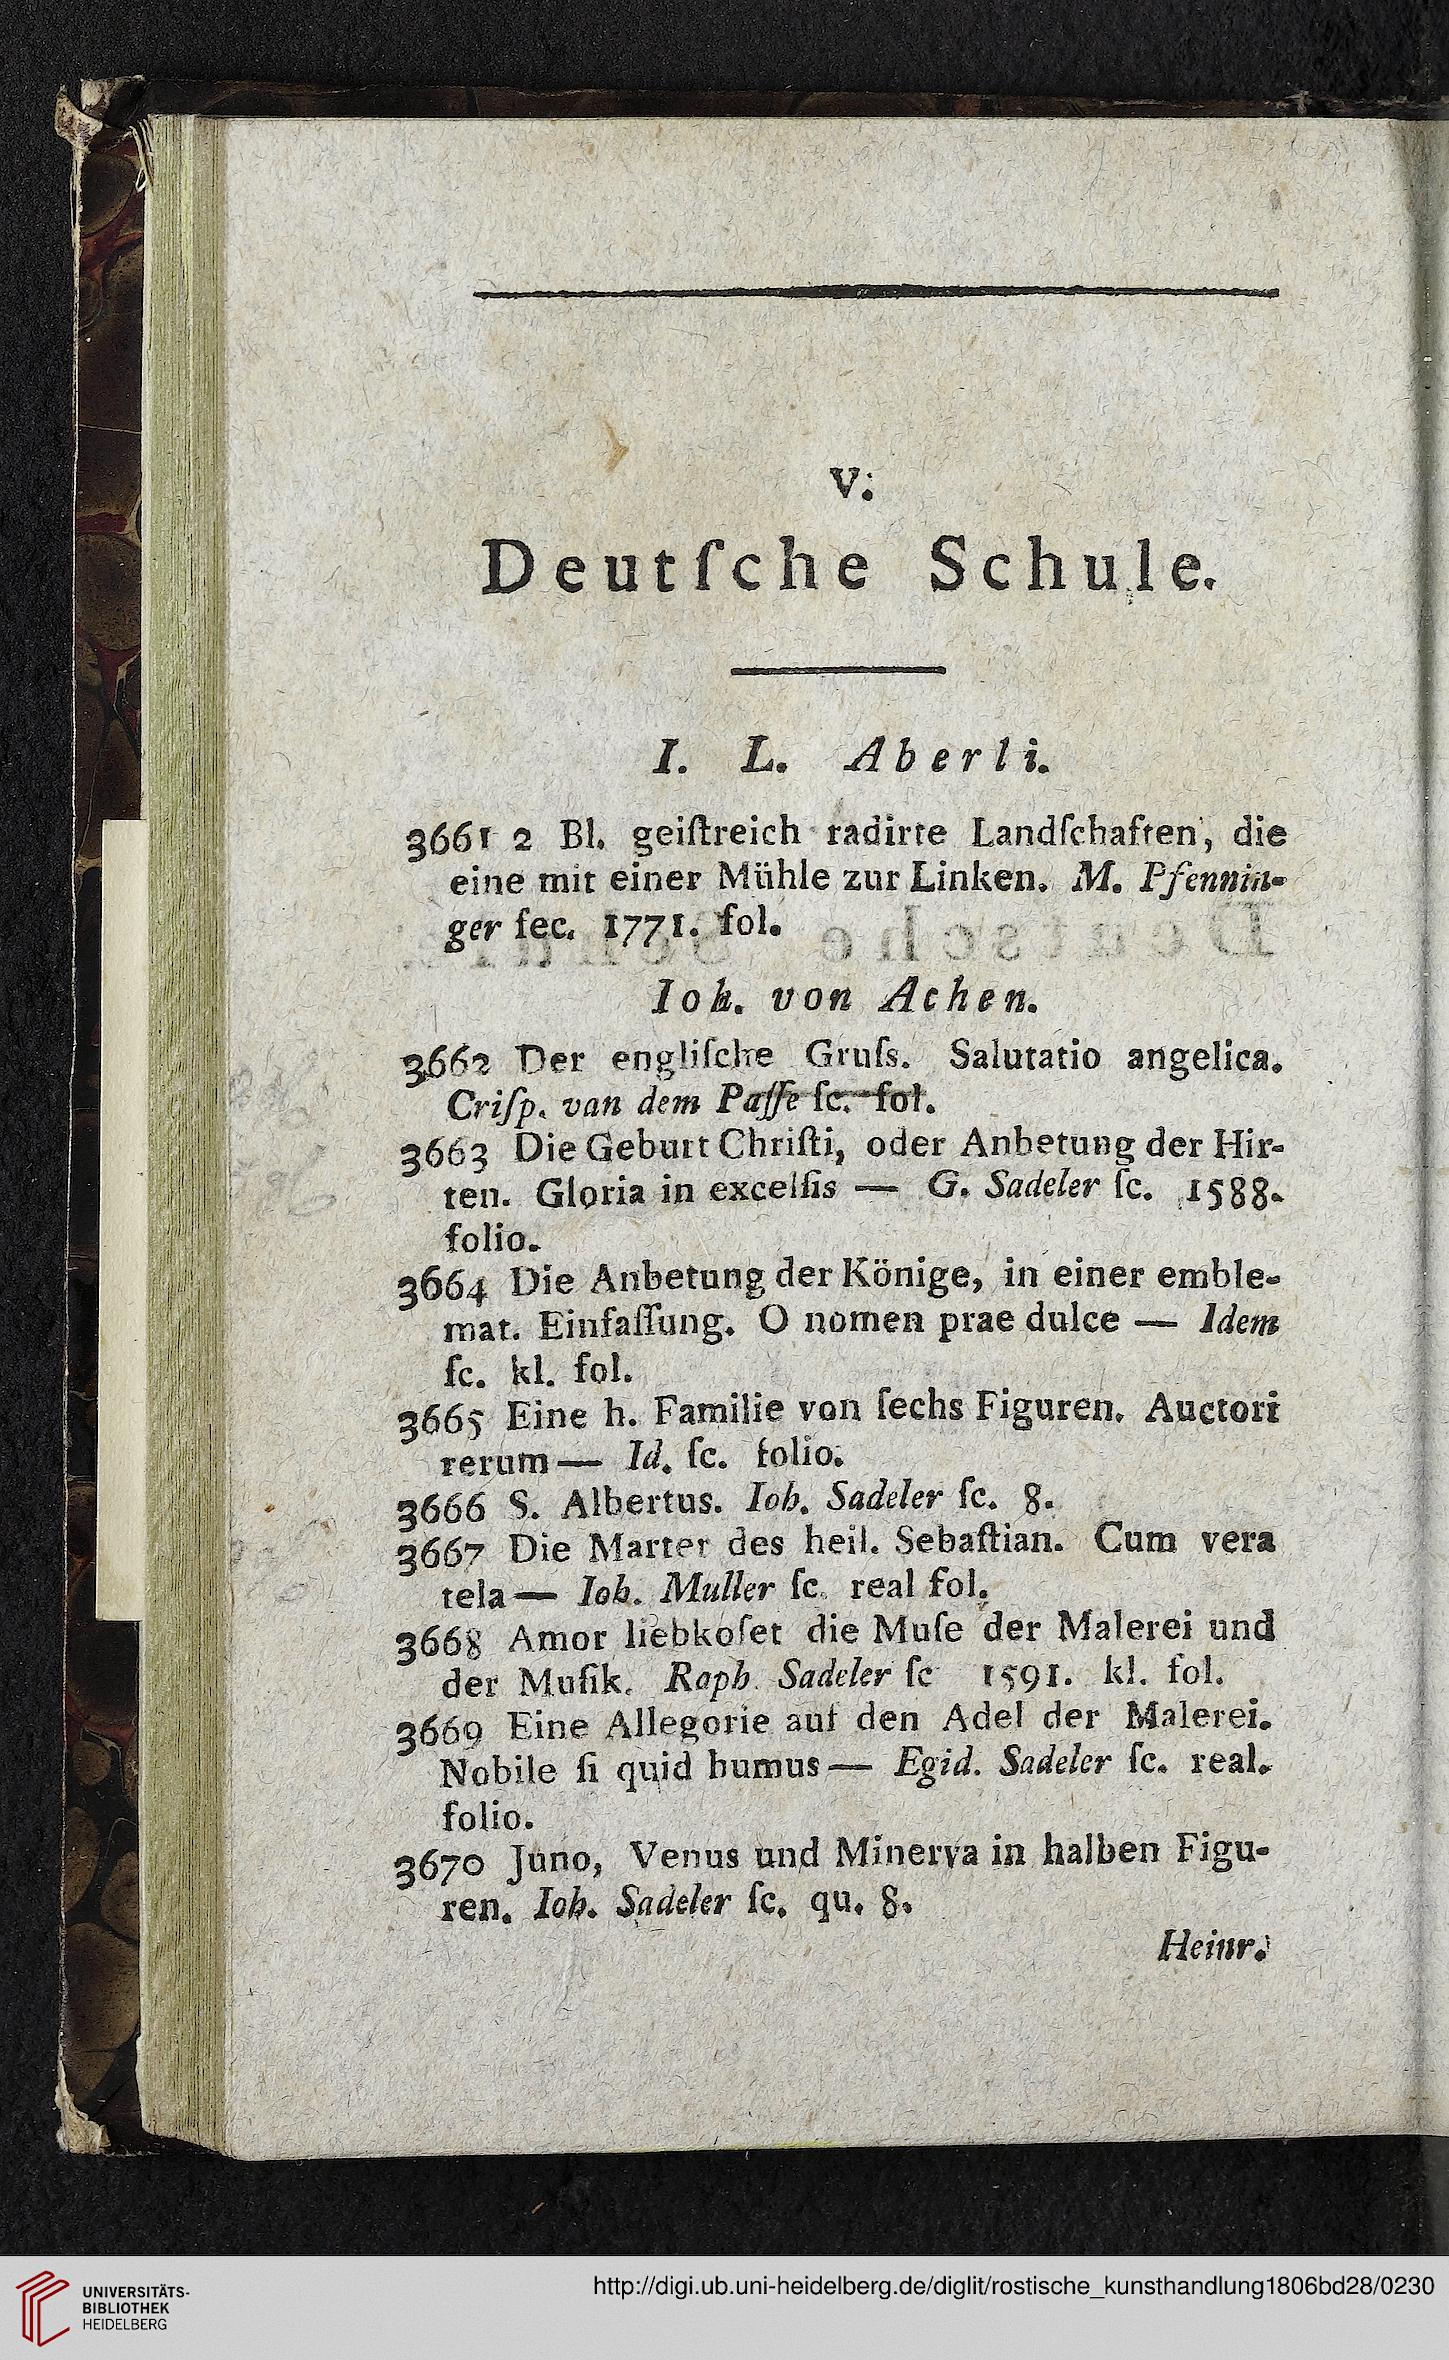 V.
Deutſche Schule.
I. L. Aberli.
3661 2 Bl. geiſtreich radirte Landſchaften, die
eine mit einer Mühle zur Linken. M. Pfennin-
ger fec. 1771. fol.
Ioh. von Achen.
3662 Der engliſche Gruſs. Salutatio angelica.
Criſp. van dem Paſſe ſc. fol.
3663 Die Geburt Chriſti, oder Anbetung der Hir-
ten. Gloria in excelſis — G. Sadeler ſc. 1588.
folio.
3664 Die Anbetung der Könige, in einer emble-
mat. Einfaſſung. O nomen prae dulce — Idem
ſc. kl. fol.
3665 Eine h. Familie von ſechs Figuren. Auctori
rerum — Id. ſc. folio.
3666 S. Albertus. Ioh. Sadeler ſc. 8.
3667 Die Marter des heil. Sebaſtian. Cum vera
tela — Ioh. Muller ſc. real fol.
3668 Amor liebkoſet die Muſe der Malerei und
der Muſik. Raph. Sadeler ſc 1591. kl. fol.
3669 Eine Allegorie auf den Adel der Malerei.
Nobile ſi quid humus — Egid. Sadeler ſc. real.
folio.
3670 Juno, Venus und Minerva in halben Figu-
ren. Ioh. Sadeler ſc. qu. 8.
Heinr.
UNIVERSITÄTS-
BIBLIOTHEK
HEIDELBERG
http://digi.ub.uni-heidelberg.de/diglit/rostische_kunsthandlung1806bd28/0230